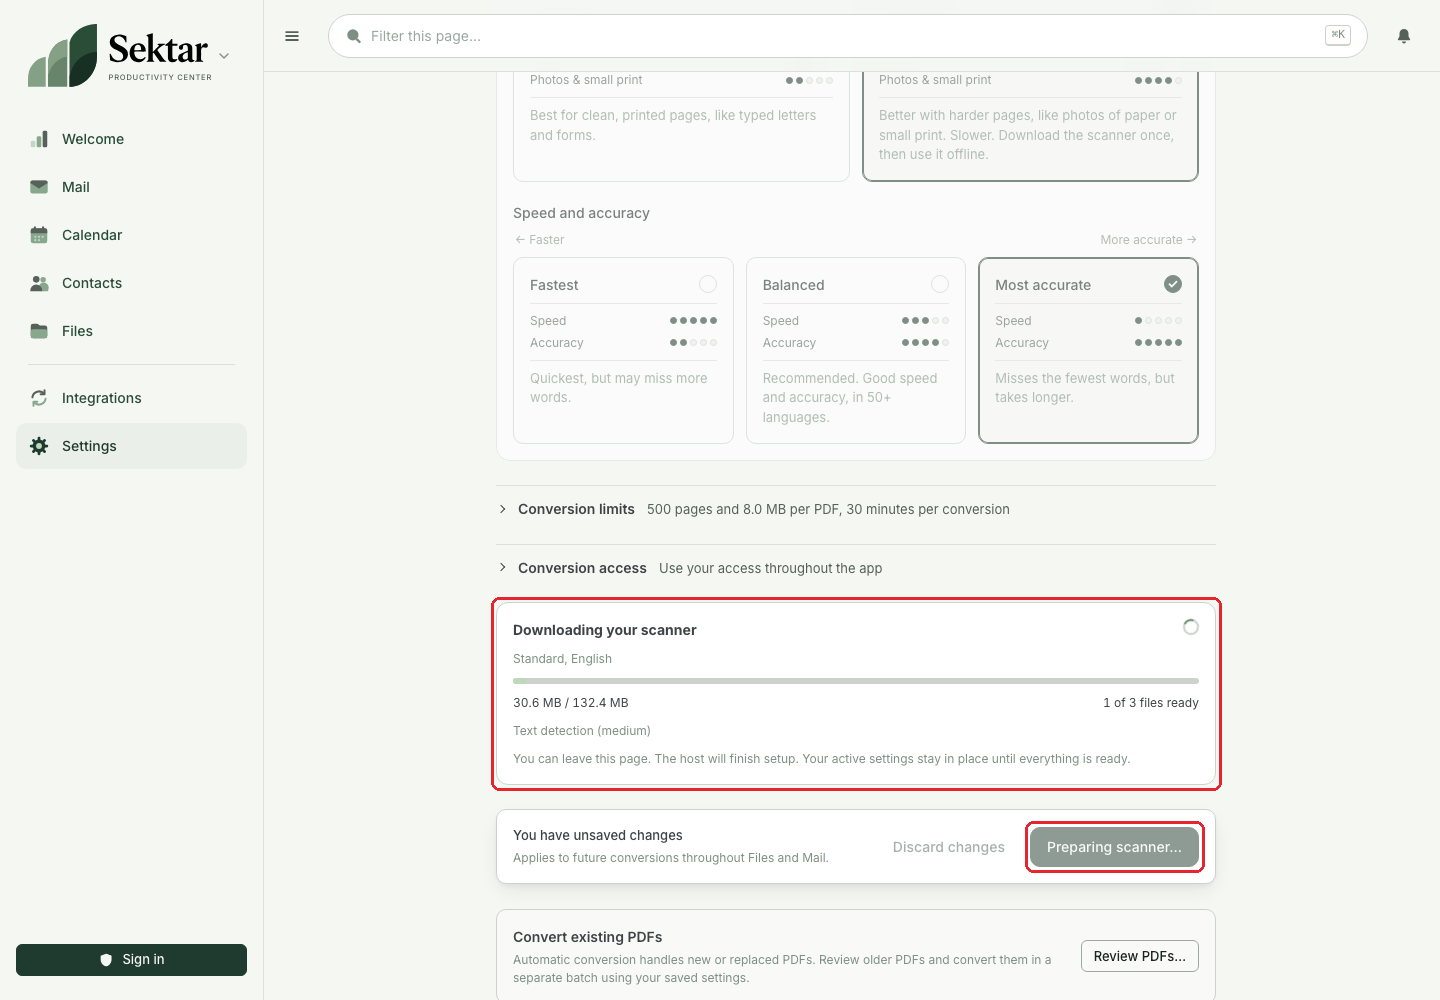 Sektar
PRODUCTIVITY CENTER
Welcome
Mail
Calendar
Contacts
Files
Integrations
Settings
Sign in
Filter this page...
⌘K
Photos & small print
Best for clean, printed pages, like typed letters
and forms.
Photos & small print
Better with harder pages, like photos of paper or
small print. Slower. Download the scanner once,
then use it offline.
Speed and accuracy
← Faster
More accurate →
Fastest
Speed
Accuracy
Quickest, but may miss more
words.
Balanced
Speed
Accuracy
Recommended. Good speed
and accuracy, in 50+
languages.
Most accurate
Speed
Accuracy
Misses the fewest words, but
takes longer.
Conversion limits 500 pages and 8.0 MB per PDF, 30 minutes per conversion
Conversion access Use your access throughout the app
Downloading your scanner
Standard, English
30.6 MB / 132.4 MB
1 of 3 files ready
Text detection (medium)
You can leave this page. The host will finish setup. Your active settings stay in place until everything is ready.
You have unsaved changes
Applies to future conversions throughout Files and Mail.
Discard changes
Preparing scanner...
Convert existing PDFs
Automatic conversion handles new or replaced PDFs. Review older PDFs and convert them in a
separate batch using your saved settings.
Review PDFs...